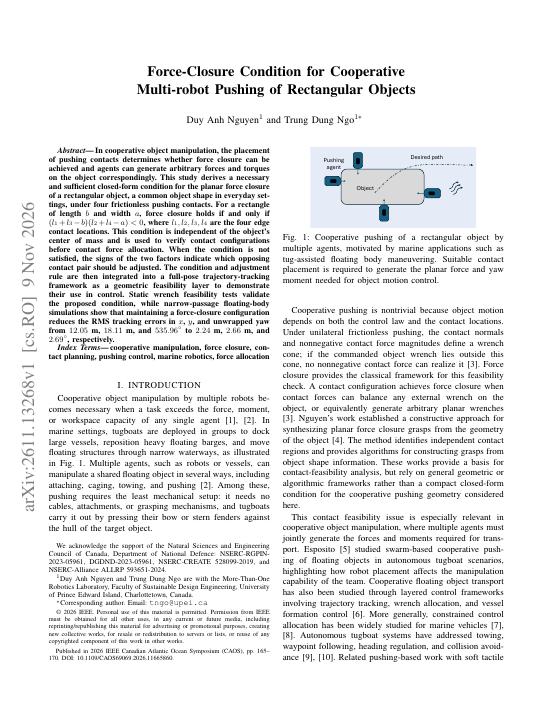 arXiv:2611.13268v1 [cs.RO] 9 Nov 2026
Force-Closure Condition for Cooperative
Multi-robot Pushing of Rectangular Objects
Duy Anh Nguyen¹ and Trung Dung Ngo¹*
Abstract— In cooperative object manipulation, the placement
of pushing contacts determines whether force closure can be
achieved and agents can generate arbitrary forces and torques
on the object correspondingly. This study derives a necessary
and sufficient closed-form condition for the planar force closure
of a rectangular object, a common object shape in everyday set-
tings, under four frictionless pushing contacts. For a rectangle
of length b and width a, force closure holds if and only if
(l₁+l₃−b)(l₂+l₄−a) < 0, where l₁, l₂, l₃, l₄ are the four edge
contact locations. This condition is independent of the object's
center of mass and is used to verify contact configurations
before contact force allocation. When the condition is not
satisfied, the signs of the two factors indicate which opposing
contact pair should be adjusted. The condition and adjustment
rule are then integrated into a full-pose trajectory-tracking
framework as a geometric feasibility layer to demonstrate
their use in control. Static wrench feasibility tests validate
the proposed condition, while narrow-passage floating-body
simulations show that maintaining a force-closure configuration
reduces the RMS tracking errors in x, y, and unwrapped yaw
from 12.05 m, 18.11 m, and 535.96° to 2.24 m, 2.66 m, and
2.69°, respectively.
Index Terms— cooperative manipulation, force closure, con-
tact planning, pushing control, marine robotics, force allocation
I. INTRODUCTION
Cooperative object manipulation by multiple robots be-
comes necessary when a task exceeds the force, moment,
or workspace capacity of any single agent [1], [2]. In
marine settings, tugboats are deployed in groups to dock
large vessels, reposition heavy floating barges, and move
floating structures through narrow waterways, as illustrated
in Fig. 1. Multiple agents, such as robots or vessels, can
manipulate a shared floating object in several ways, including
attaching, caging, towing, and pushing [2]. Among these,
pushing requires the least mechanical setup: it needs no
cables, attachments, or grasping mechanisms, and tugboats
carry it out by pressing their bow or stern fenders against
the hull of the target object.
We acknowledge the support of the Natural Sciences and Engineering
Council of Canada, Department of National Defence: NSERC-RGPIN-
2023-05961, DGDND-2023-05961, NSERC-CREATE 528099-2019, and
NSERC-Alliance ALLRP 593651-2024.
¹Duy Anh Nguyen and Trung Dung Ngo are with the More-Than-One
Robotics Laboratory, Faculty of Sustainable Design Engineering, University
of Prince Edward Island, Charlottetown, Canada.
*Corresponding author. Email: tngo@upei.ca
© 2026 IEEE. Personal use of this material is permitted. Permission from IEEE
must be obtained for all other uses, in any current or future media, including
reprinting/republishing this material for advertising or promotional purposes, creating
new collective works, for resale or redistribution to servers or lists, or reuse of any
copyrighted component of this work in other works.
Published in 2026 IEEE Canadian Atlantic Ocean Symposium (CAOS), pp. 165–
170. DOI: 10.1109/CAOS69069.2026.11665860.
Pushing
agent
Desired path
Object
Fig. 1: Cooperative pushing of a rectangular object by
multiple agents, motivated by marine applications such as
tug-assisted floating body maneuvering. Suitable contact
placement is required to generate the planar force and yaw
moment needed for object motion control.
Cooperative pushing is nontrivial because object motion
depends on both the control law and the contact locations.
Under unilateral frictionless pushing, the contact normals
and nonnegative contact force magnitudes define a wrench
cone; if the commanded object wrench lies outside this
cone, no nonnegative contact force can realize it [3]. Force
closure provides the classical framework for this feasibility
check. A contact configuration achieves force closure when
contact forces can balance any external wrench on the
object, or equivalently generate arbitrary planar wrenches
[3]. Nguyen's work established a constructive approach for
synthesizing planar force closure grasps from the geometry
of the object [4]. The method identifies independent contact
regions and provides algorithms for constructing grasps from
object shape information. These works provide a basis for
contact-feasibility analysis, but rely on general geometric or
algorithmic frameworks rather than a compact closed-form
condition for the cooperative pushing geometry considered
here.
This contact feasibility issue is especially relevant in
cooperative object manipulation, where multiple agents must
jointly generate the forces and moments required for trans-
port. Esposito [5] studied swarm-based cooperative push-
ing of floating objects in autonomous tugboat scenarios,
highlighting how robot placement affects the manipulation
capability of the team. Cooperative floating object transport
has also been studied through layered control frameworks
involving trajectory tracking, wrench allocation, and vessel
formation control [6]. More generally, constrained control
allocation has been widely studied for marine vehicles [7],
[8]. Autonomous tugboat systems have addressed towing,
waypoint following, heading regulation, and collision avoid-
ance [9], [10]. Related pushing-based work with soft tactile